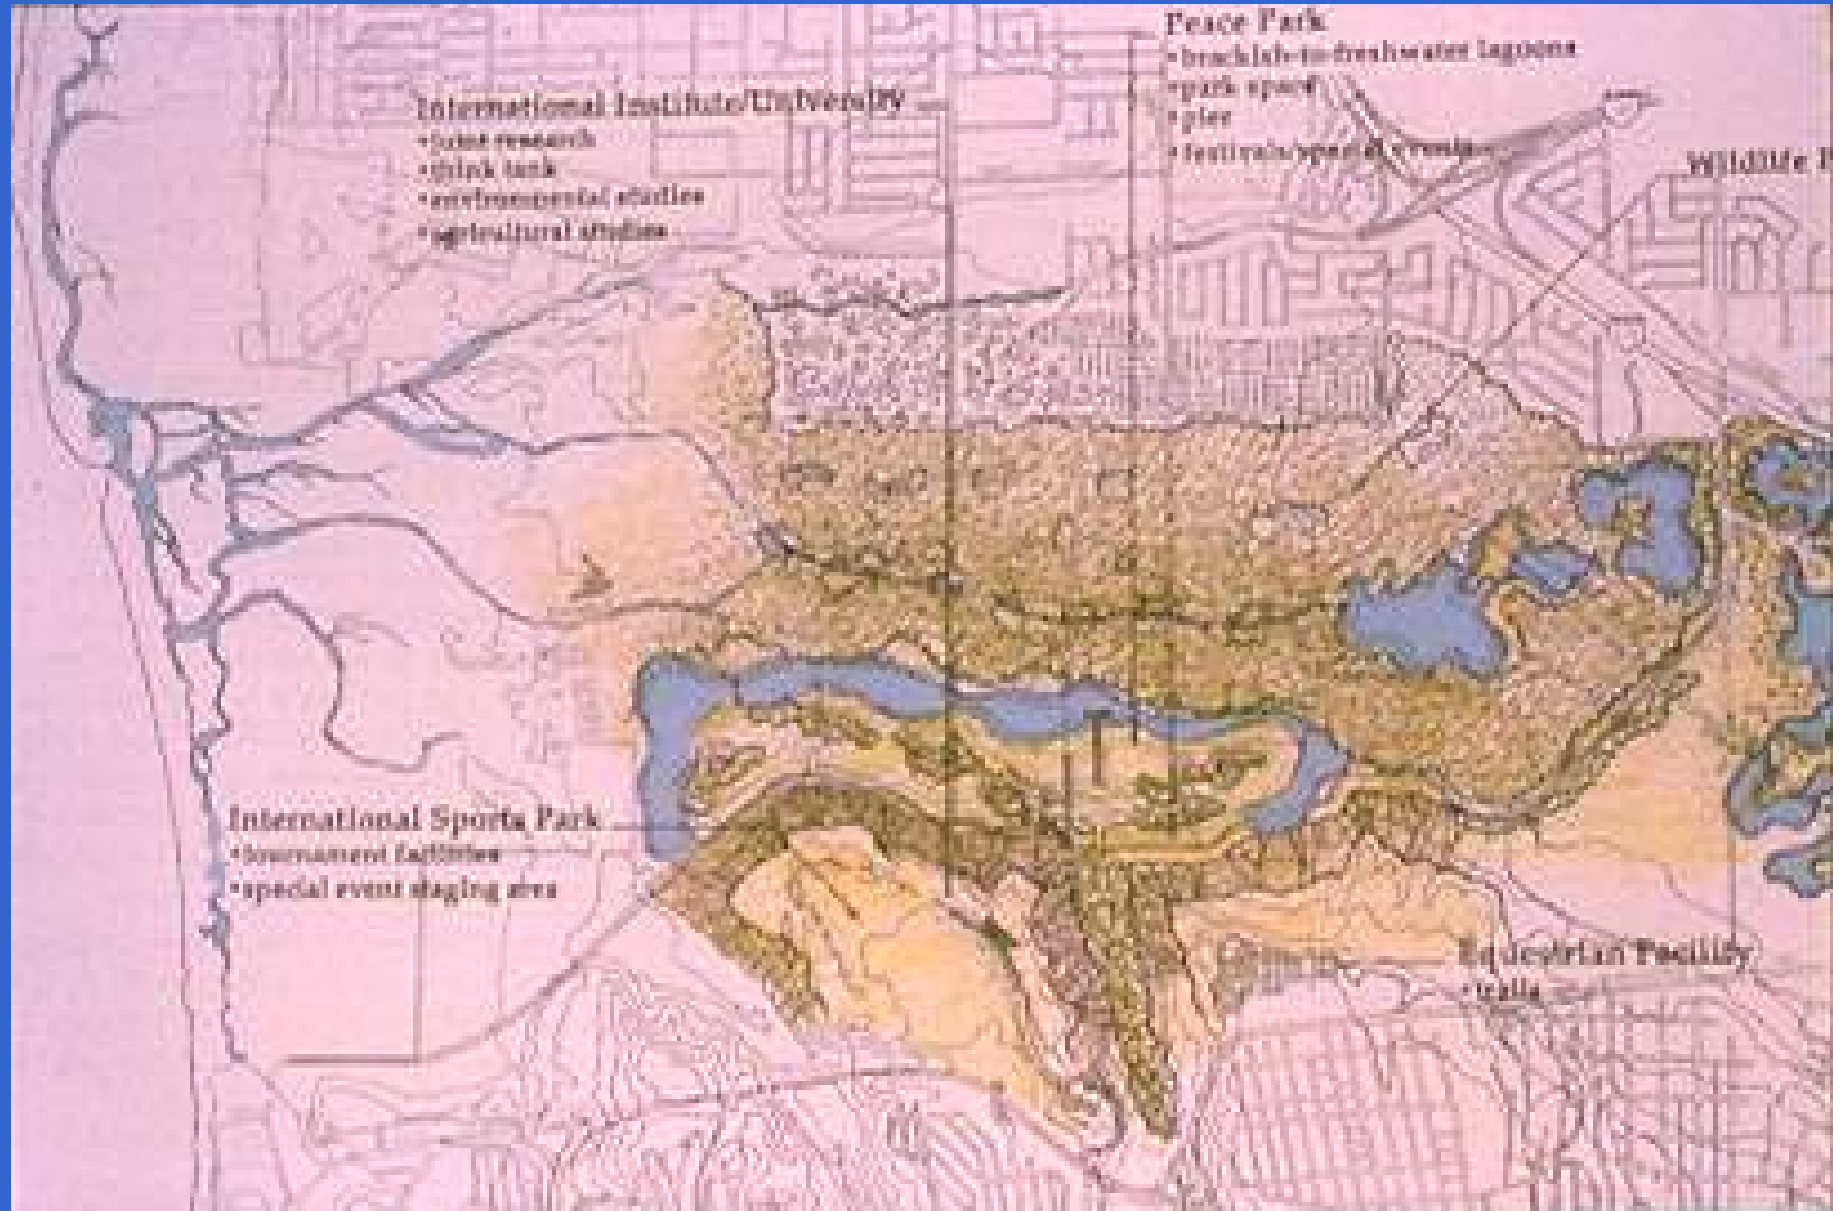 Peace Park
•brackish-to-freshwater lagoons
•park space
•pier
•festivals/special events
International Institute/University
•joint research
•think tank
•environmental studies
•agricultural studies
Wildlife
International Sports Park
•tournament facilities
•special event staging area
Equestrian Facility
•trails